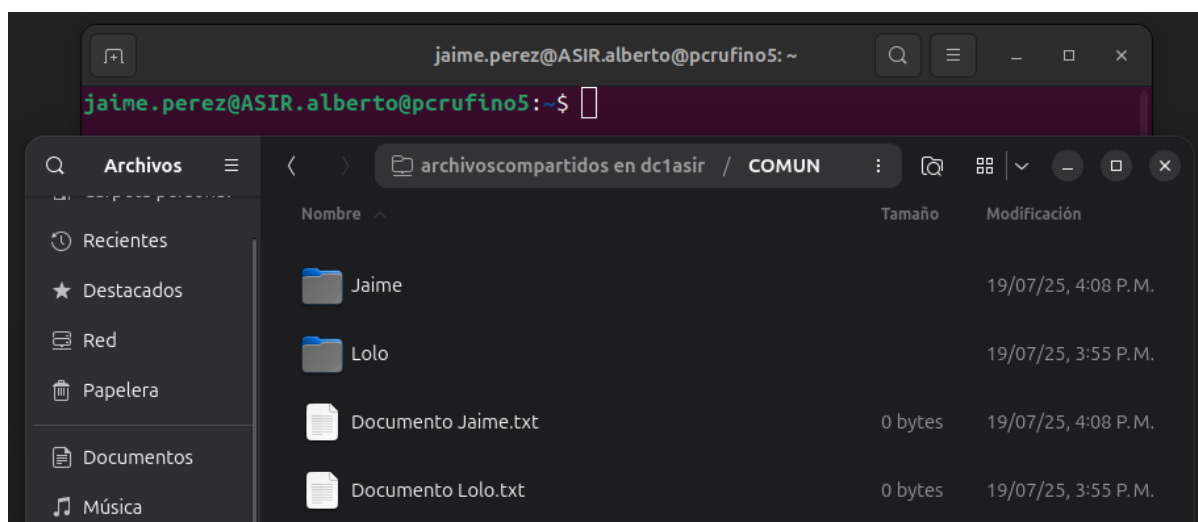 jaime.perez@ASIR.alberto@pcrufino5: ~
jaime.perez@ASIR.alberto@pcrufino5:~$
Archivos
archivoscompartidos en dc1asir / COMUN
Recientes
Destacados
Red
Papelera
Documentos
Música
Nombre Tamaño Modificación
Jaime 19/07/25, 4:08 P. M.
Lolo 19/07/25, 3:55 P. M.
Documento Jaime.txt 0 bytes 19/07/25, 4:08 P. M.
Documento Lolo.txt 0 bytes 19/07/25, 3:55 P. M.